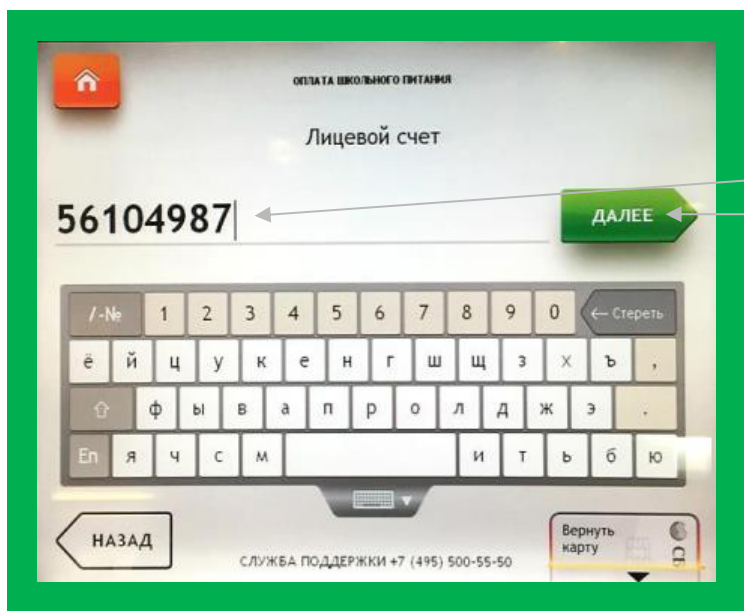 ОПЛАТА ШКОЛЬНОГО ПИТАНИЯ
Лицевой счет
56104987
ДАЛЕЕ
/-№ 1 2 3 4 5 6 7 8 9 0 ← Стереть
ё й ц у к е н г ш щ з х ъ ,
ф ы в а п р о л д ж э .
En я ч с м и т ь б ю
НАЗАД
СЛУЖБА ПОДДЕРЖКИ +7 (495) 500-55-50
Вернуть
карту
СБ